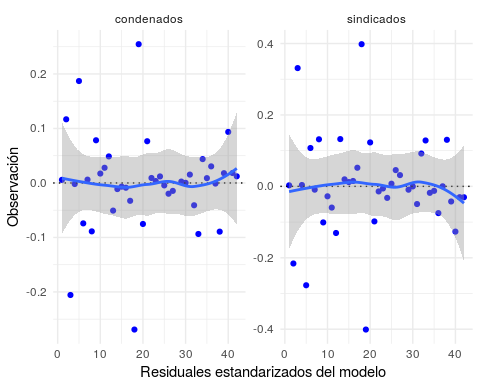 condenados
sindicados
Observación
0.2
0.1
0.0
-0.1
-0.2
0.4
0.2
0.0
-0.2
-0.4
0 10 20 30 40
0 10 20 30 40
Residuales estandarizados del modelo